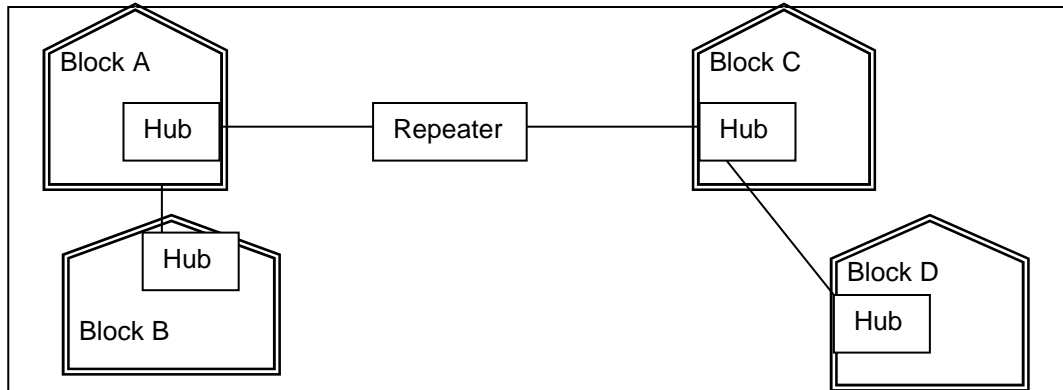 Block A
Hub
Repeater
Block C
Hub
Hub
Block B
Block D
Hub